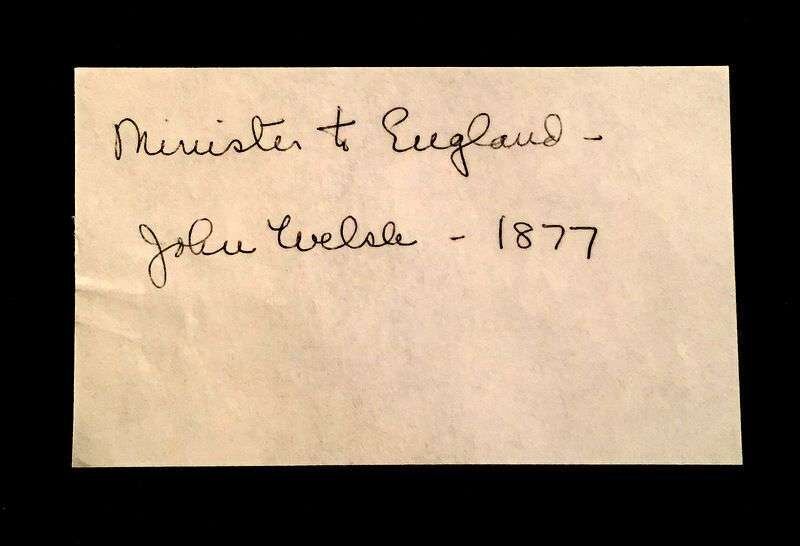 Minister to England -
John Welsh - 1877